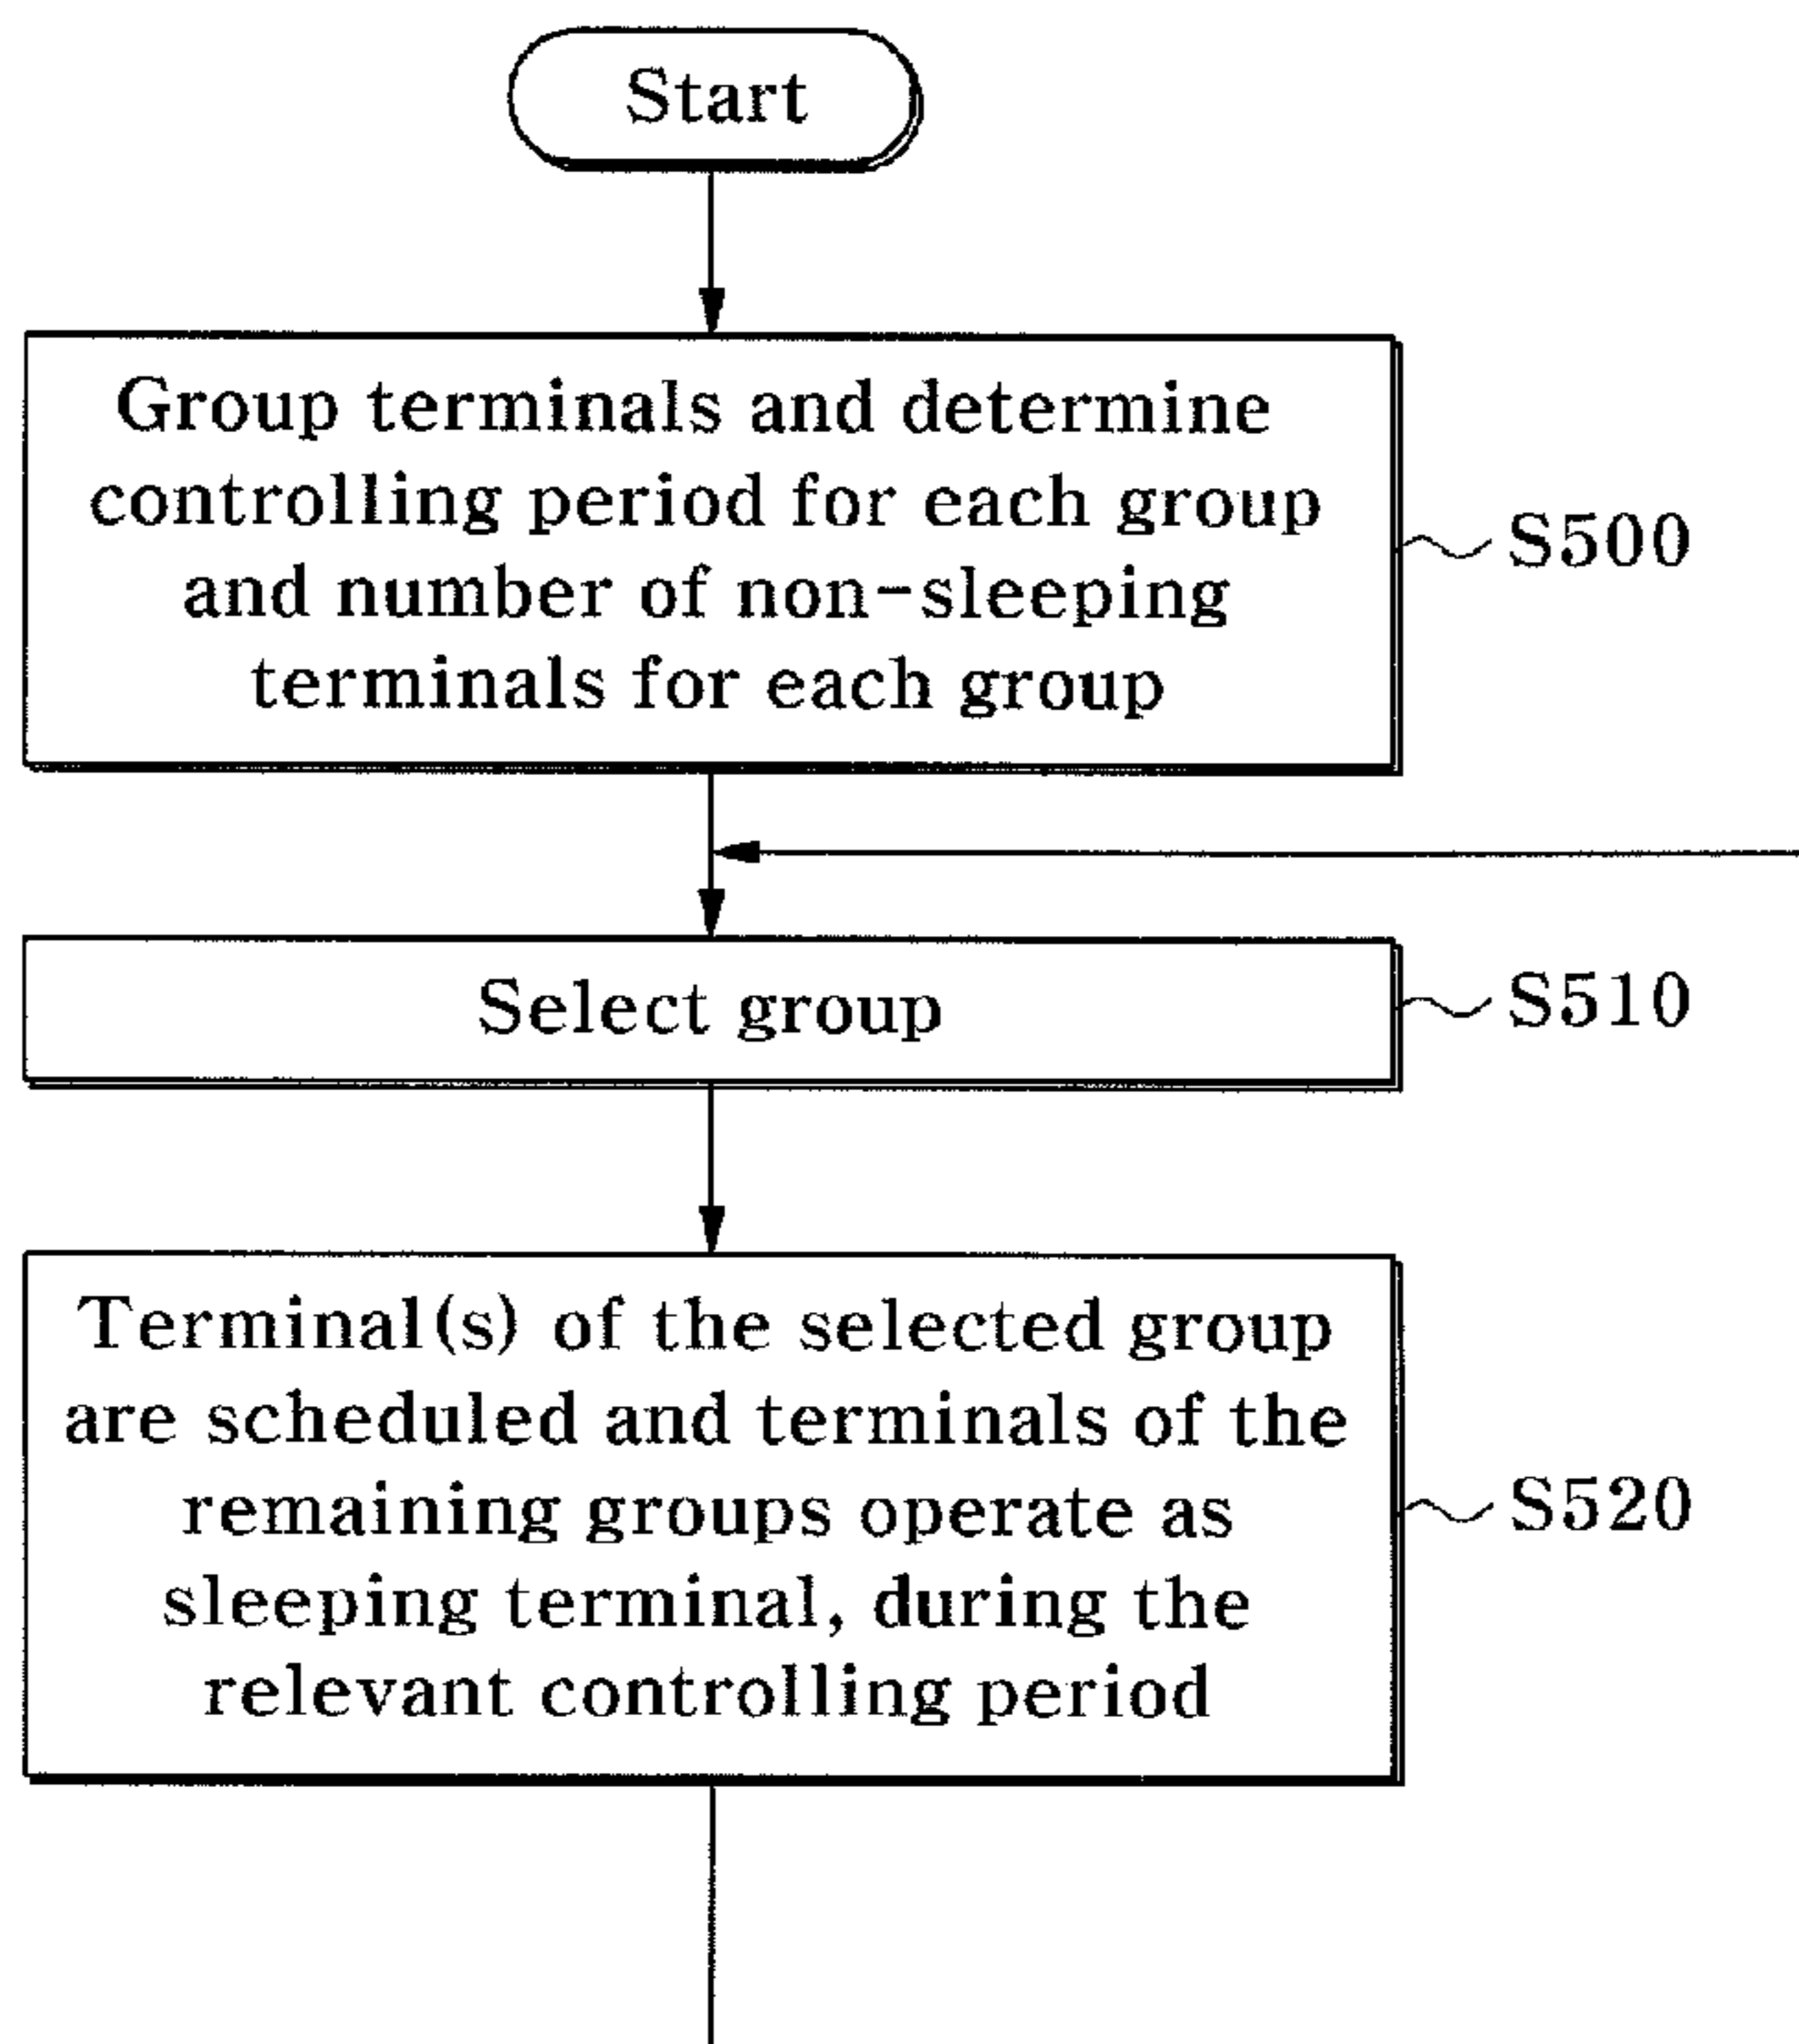 Start
Group terminals and determine
controlling period for each group
and number of non-sleeping
terminals for each group
S500
Select group
S510
Terminal(s) of the selected group
are scheduled and terminals of the
remaining groups operate as
sleeping terminal, during the
relevant controlling period
S520